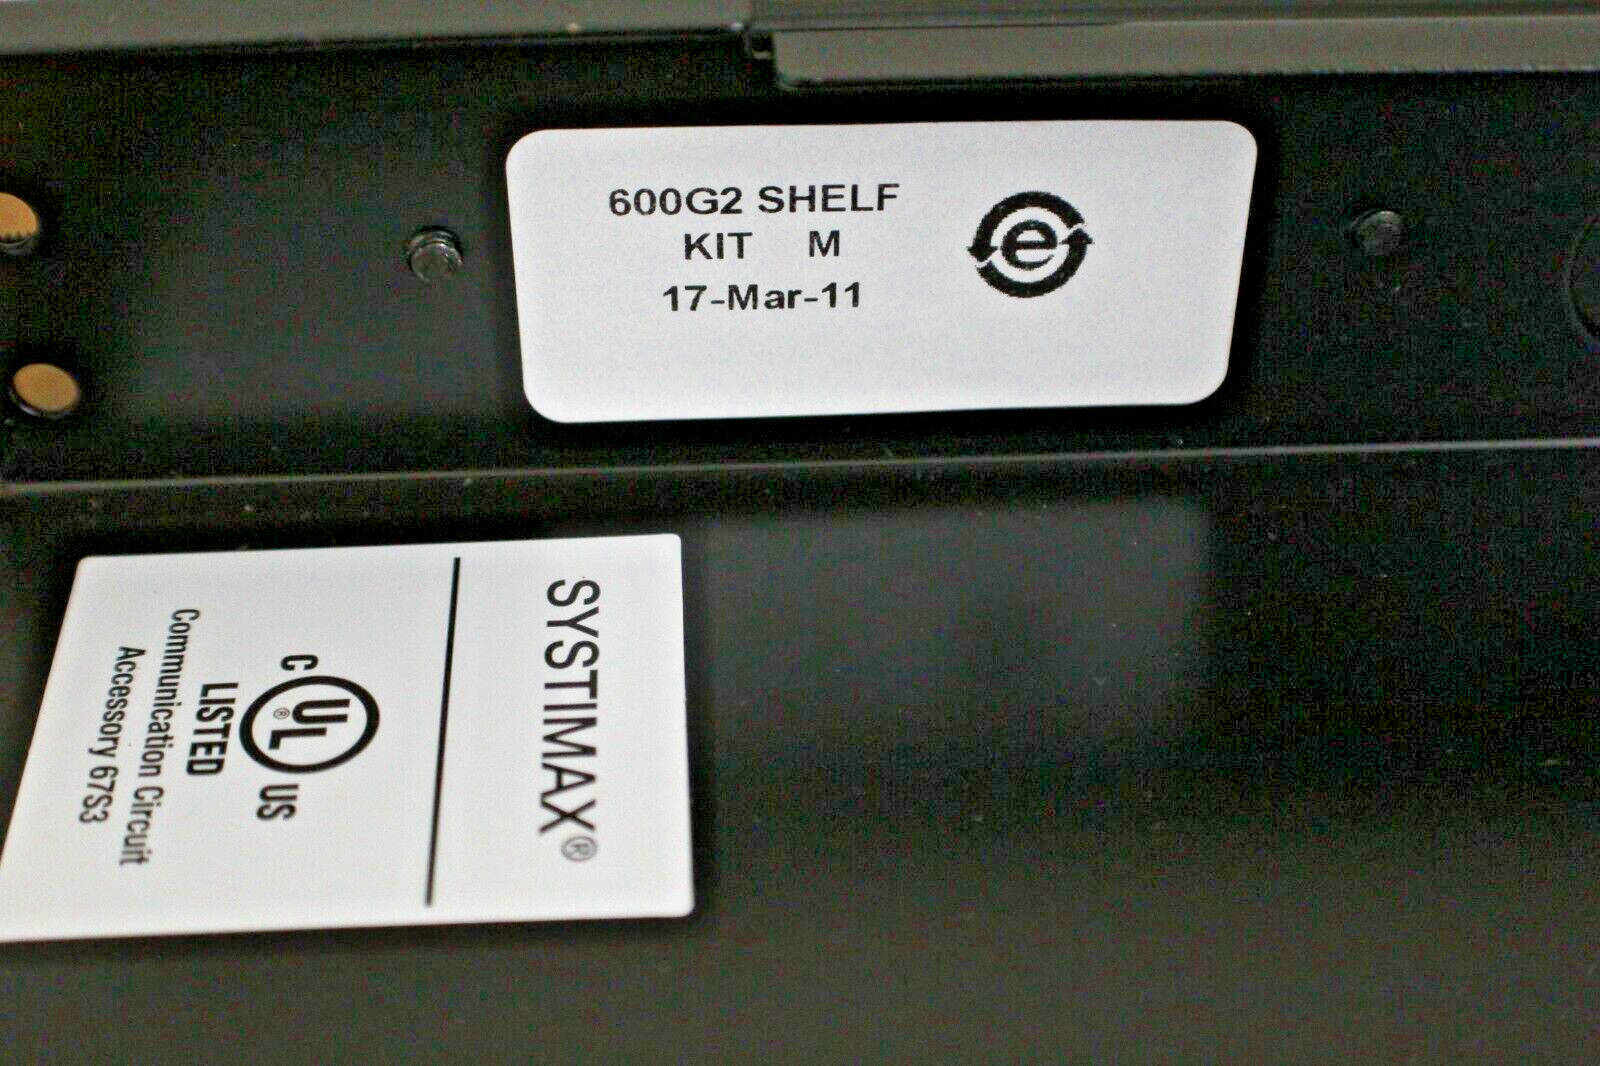 600G2 SHELF
KIT M
17-Mar-11
e
SYSTIMAX®
C UL® US
LISTED
Communication Circuit
Accessory 67S3